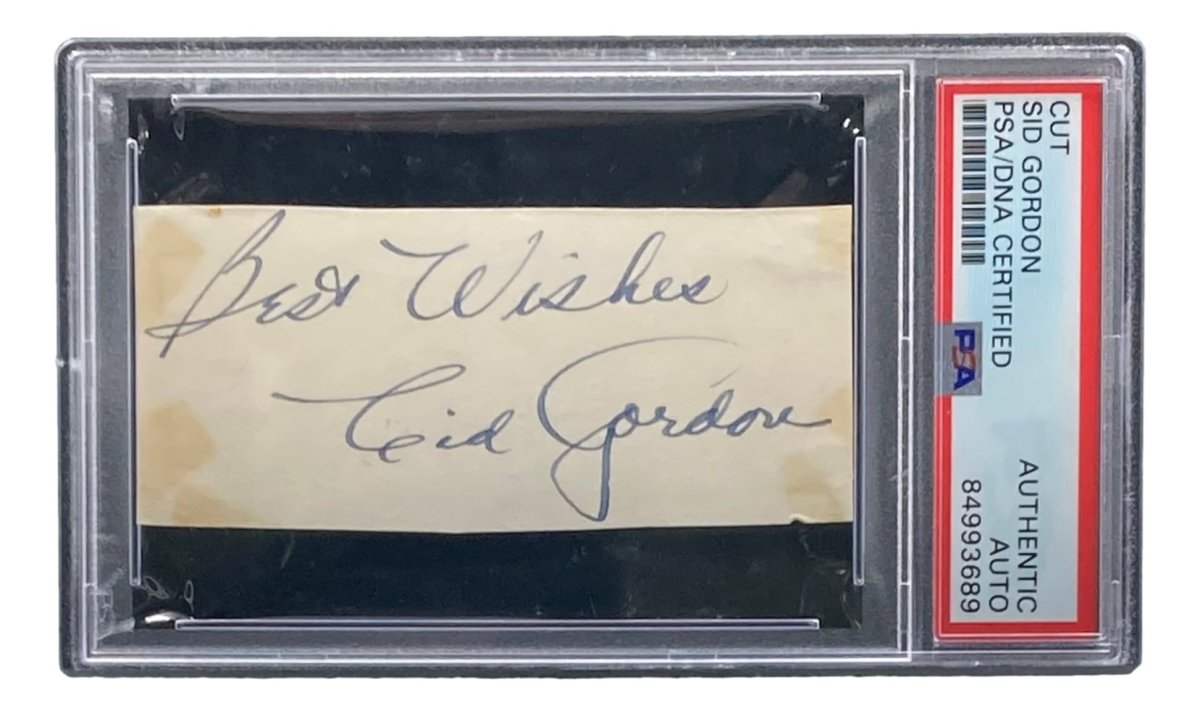 Best Wishes
Sid Gordon
CUT
SID GORDON
PSA/DNA CERTIFIED
PSA
AUTHENTIC
AUTO
84993689